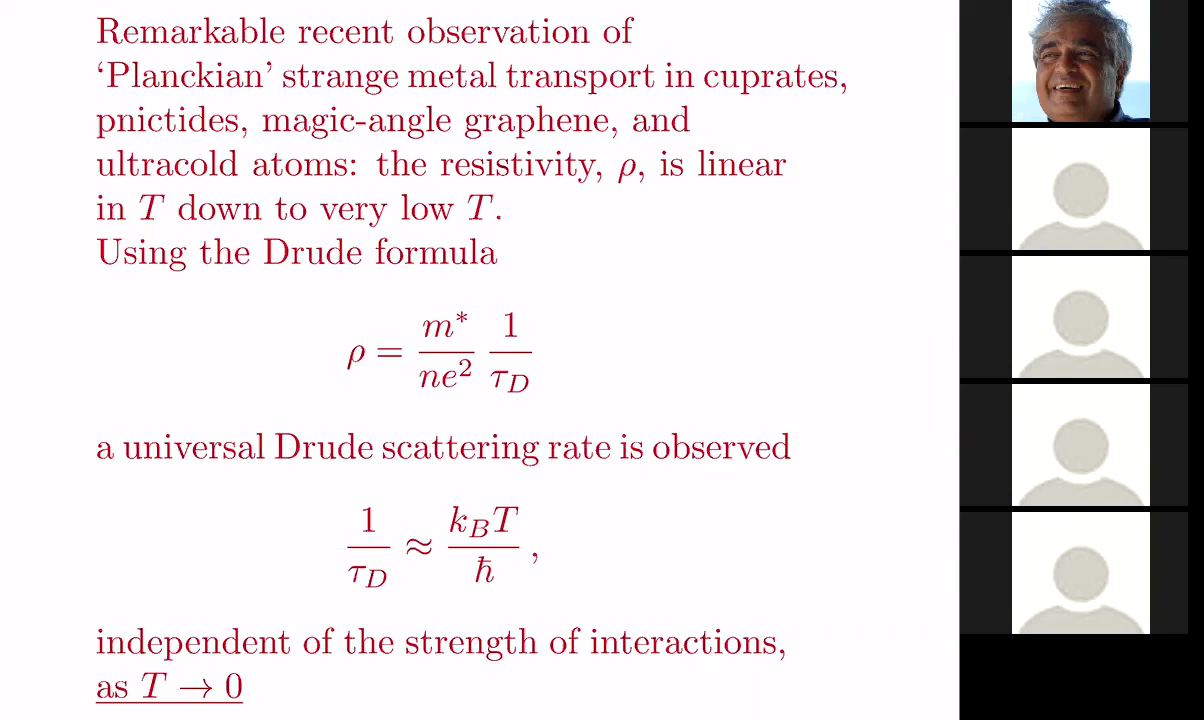 Remarkable recent observation of
‘Planckian’ strange metal transport in cuprates,
pnictides, magic-angle graphene, and
ultracold atoms: the resistivity, ρ, is linear
in T down to very low T.
Using the Drude formula
ρ = m*/ne² 1/τ_D
a universal Drude scattering rate is observed
1/τ_D ≈ k_BT/ħ,
independent of the strength of interactions,
as T → 0